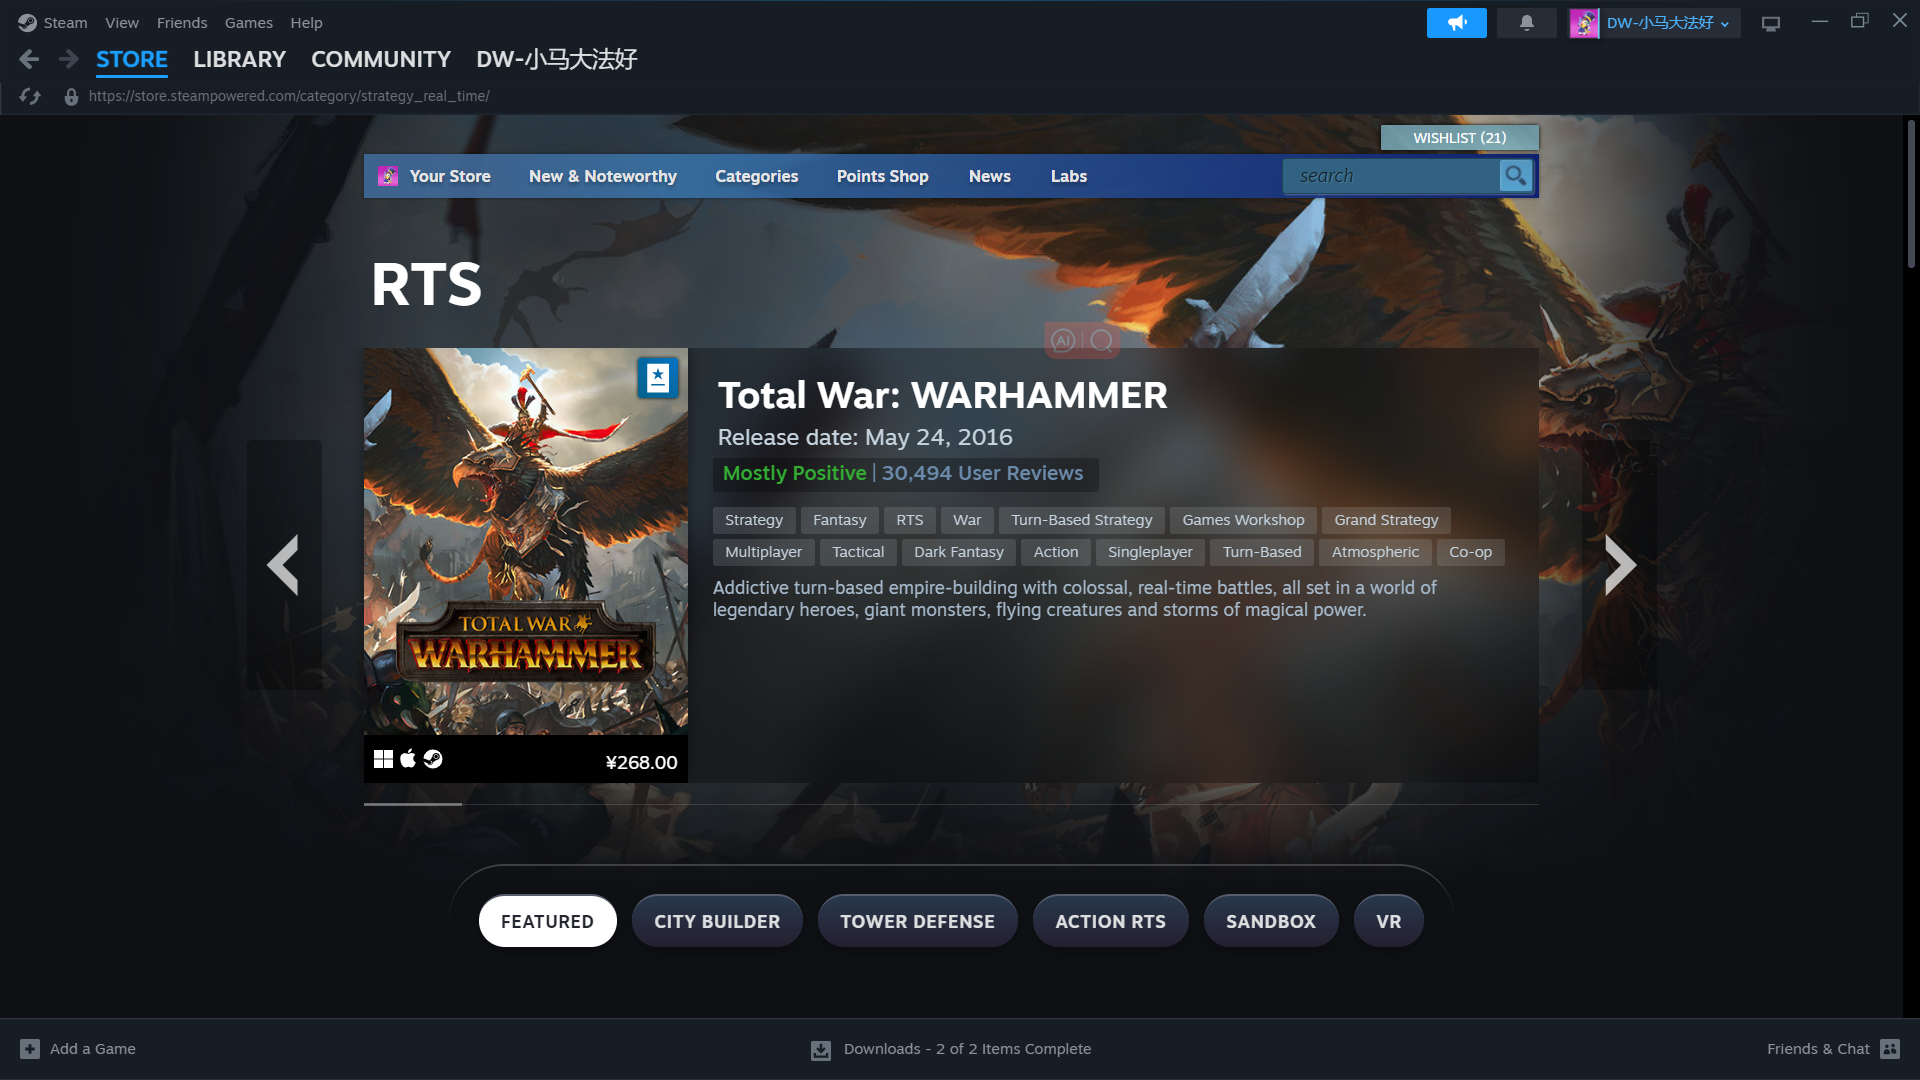 Steam View Friends Games Help
DW-小马大法好
STORE LIBRARY COMMUNITY DW-小马大法好
https://store.steampowered.com/category/strategy_real_time/
WISHLIST (21)
Your Store New & Noteworthy Categories Points Shop News Labs
search
RTS
AI
Total War: WARHAMMER
Release date: May 24, 2016
Mostly Positive | 30,494 User Reviews
Strategy Fantasy RTS War Turn-Based Strategy Games Workshop Grand Strategy
Multiplayer Tactical Dark Fantasy Action Singleplayer Turn-Based Atmospheric Co-op
Addictive turn-based empire-building with colossal, real-time battles, all set in a world of
legendary heroes, giant monsters, flying creatures and storms of magical power.
TOTAL WAR
WARHAMMER
¥268.00
FEATURED CITY BUILDER TOWER DEFENSE ACTION RTS SANDBOX VR
Add a Game
Downloads - 2 of 2 Items Complete
Friends & Chat